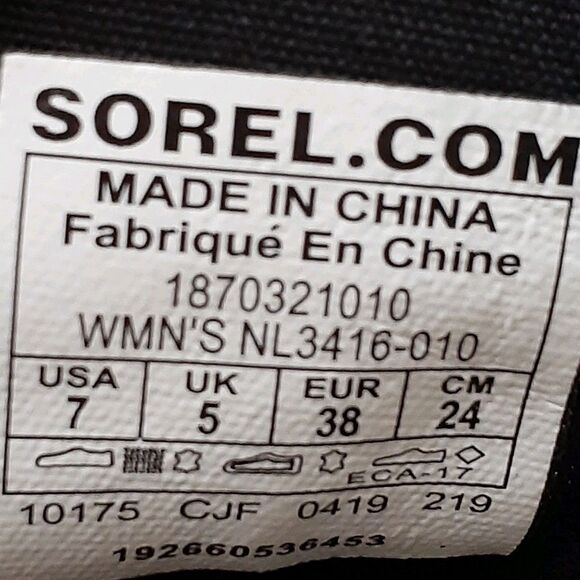 SOREL.COM
MADE IN CHINA
Fabriqué En Chine
1870321010
WMN'S NL3416-010
USA UK EUR CM
7 5 38 24
ECA-17
10175 CJF 0419 219
192660536453